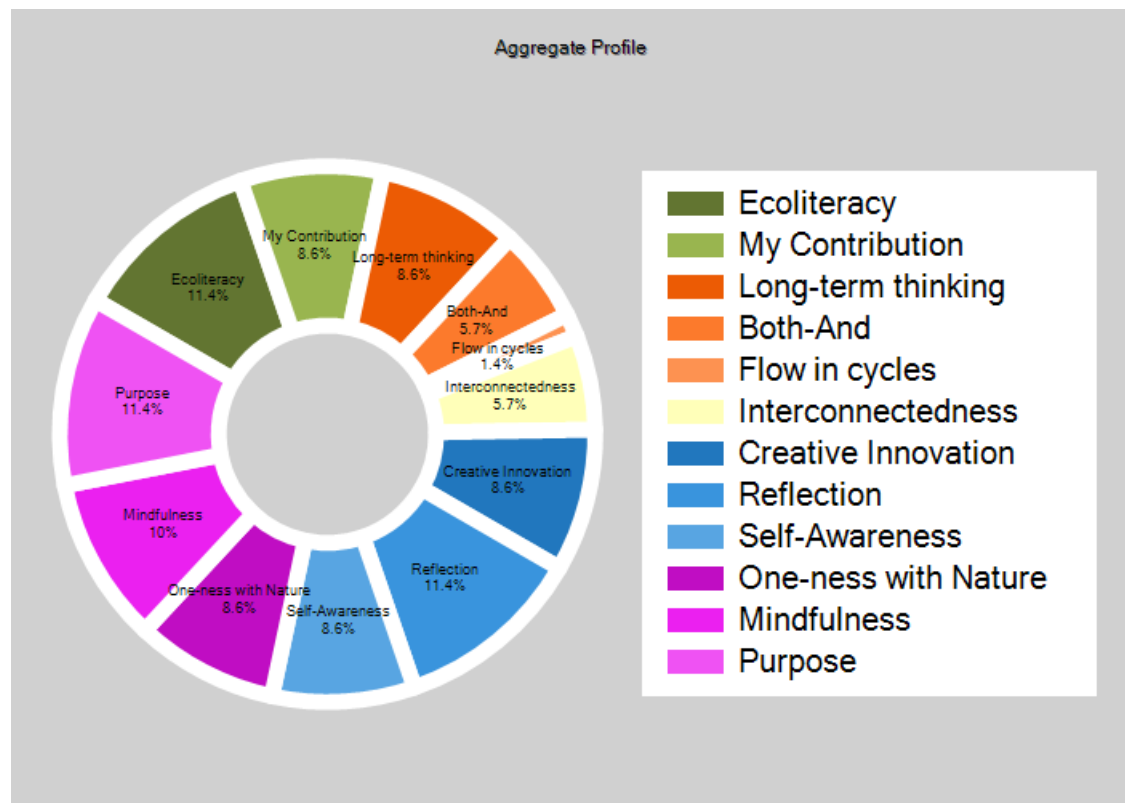 Aggregate Profile
My Contribution
8.6%
Long-term thinking
8.6%
Ecoliteracy
11.4%
Both-And
5.7%
Flow in cycles
1.4%
Interconnectedness
5.7%
Purpose
11.4%
Creative Innovation
8.6%
Mindfulness
10%
Reflection
11.4%
One-ness with Nature
8.6%
Self-Awareness
8.6%
Ecoliteracy
My Contribution
Long-term thinking
Both-And
Flow in cycles
Interconnectedness
Creative Innovation
Reflection
Self-Awareness
One-ness with Nature
Mindfulness
Purpose